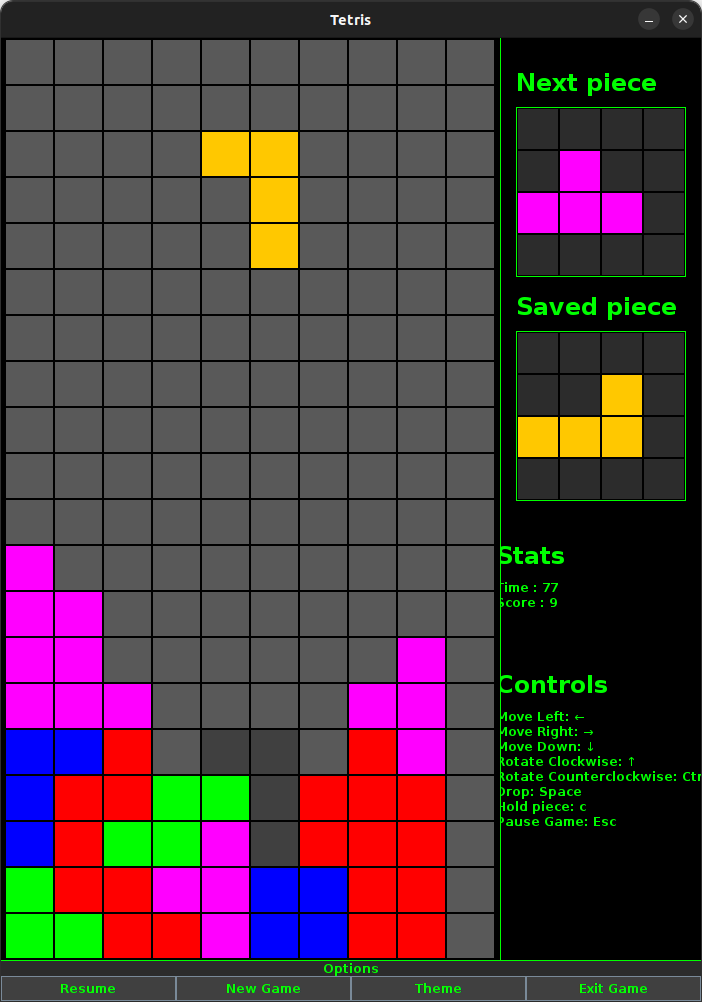 Tetris
Next piece
Saved piece
Stats
Time : 77
Score : 9
Controls
Move Left: ←
Move Right: →
Move Down: ↓
Rotate Clockwise: ↑
Rotate Counterclockwise: Ctr
Drop: Space
Hold piece: c
Pause Game: Esc
Options
Resume
New Game
Theme
Exit Game